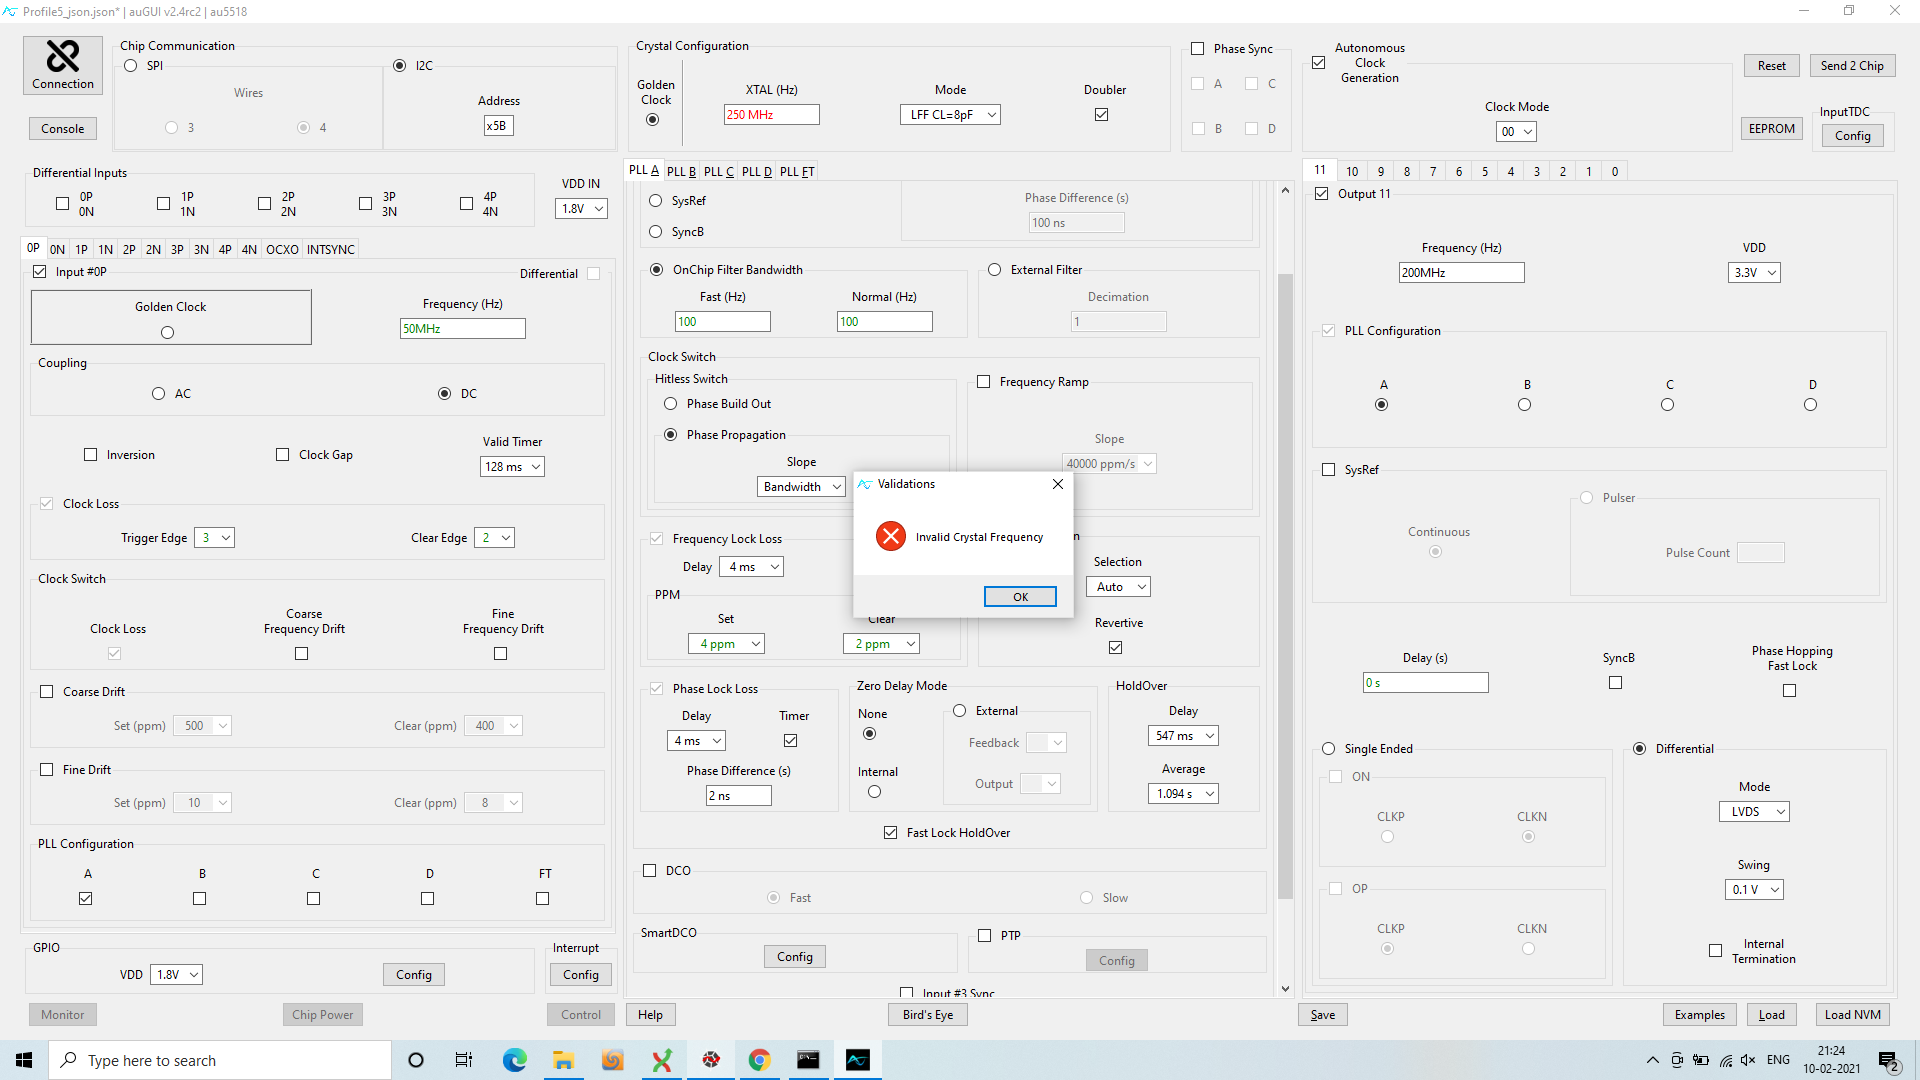 Profile5_json.json* | auGUI v2.4rc2 | au5518
Connection
Console
Chip Communication
SPI
Wires
3
4
I2C
Address
x5B
Crystal Configuration
Golden
Clock
XTAL (Hz)
250 MHz
Mode
LFF CL=8pF
Doubler
Phase Sync
A
C
B
D
Autonomous
Clock
Generation
Clock Mode
00
Reset
Send 2 Chip
EEPROM
InputTDC
Config
Differential Inputs
0P
0N
1P
1N
2P
2N
3P
3N
4P
4N
VDD IN
1.8V
0P 0N 1P 1N 2P 2N 3P 3N 4P 4N OCXO INTSYNC
Input #0P
Differential
Golden Clock
Frequency (Hz)
50MHz
Coupling
AC
DC
Inversion
Clock Gap
Valid Timer
128 ms
Clock Loss
Trigger Edge 3
Clear Edge 2
Clock Switch
Clock Loss
Coarse
Frequency Drift
Fine
Frequency Drift
Coarse Drift
Set (ppm) 500
Clear (ppm) 400
Fine Drift
Set (ppm) 10
Clear (ppm) 8
PLL Configuration
A
B
C
D
FT
GPIO
VDD 1.8V
Config
Interrupt
Config
Monitor
Chip Power
Control
PLL A PLL B PLL C PLL D PLL FT
SysRef
SyncB
Phase Difference (s)
100 ns
OnChip Filter Bandwidth
Fast (Hz)
100
Normal (Hz)
100
External Filter
Decimation
1
Clock Switch
Hitless Switch
Phase Build Out
Phase Propagation
Slope
Bandwidth
Frequency Ramp
Slope
40000 ppm/s
Validations
Invalid Crystal Frequency
OK
Frequency Lock Loss
Delay 4 ms
PPM
Set
4 ppm
Clear
2 ppm
n
Selection
Auto
Revertive
Phase Lock Loss
Delay
4 ms
Timer
Phase Difference (s)
2 ns
Zero Delay Mode
None
Internal
External
Feedback
Output
HoldOver
Delay
547 ms
Average
1.094 s
Fast Lock HoldOver
DCO
Fast
Slow
SmartDCO
Config
PTP
Config
Input #3 Sync
Help
Bird's Eye
11 10 9 8 7 6 5 4 3 2 1 0
Output 11
Frequency (Hz)
200MHz
VDD
3.3V
PLL Configuration
A
B
C
D
SysRef
Continuous
Pulser
Pulse Count
Delay (s)
0 s
SyncB
Phase Hopping
Fast Lock
Single Ended
ON
CLKP
CLKN
OP
CLKP
CLKN
Differential
Mode
LVDS
Swing
0.1 V
Internal
Termination
Save
Examples
Load
Load NVM
Type here to search
ENG
21:24
10-02-2021
2